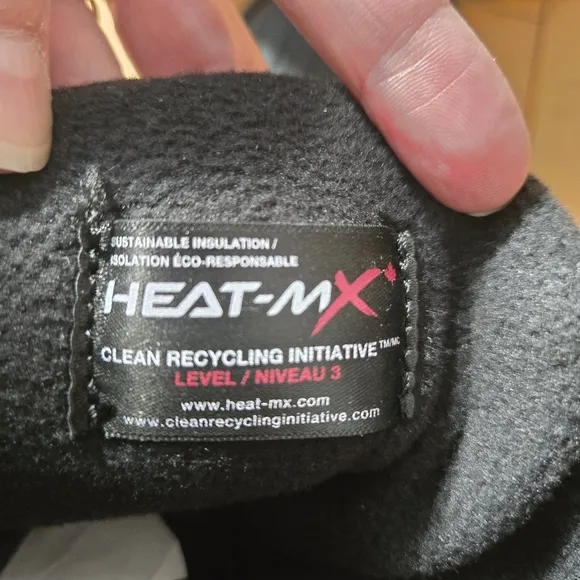 SUSTAINABLE INSULATION /
ISOLATION ÉCO-RESPONSABLE
HEAT-MX
CLEAN RECYCLING INITIATIVE™/MC
LEVEL / NIVEAU 3
www.heat-mx.com
www.cleanrecyclinginitiative.com